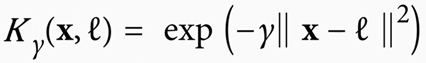 K_γ(x, ℓ) = exp (−γ‖ x − ℓ ‖²)